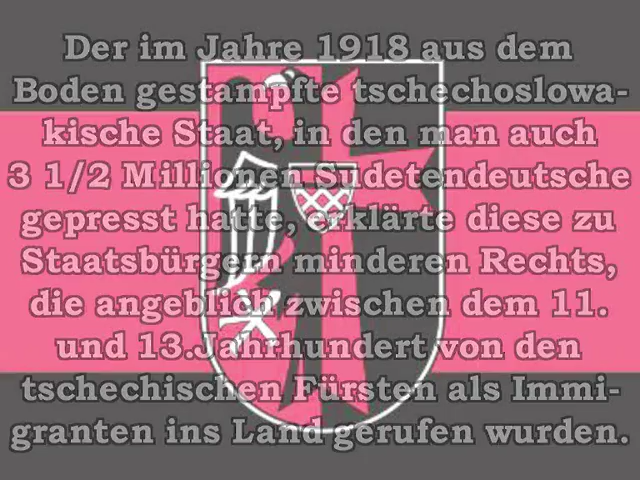 Der im Jahre 1918 aus dem
Boden gestampfte tschechoslowa-
kische Staat, in den man auch
3 1/2 Millionen Sudetendeutsche
gepresst hatte, erklärte diese zu
Staatsbürgern minderen Rechts,
die angeblich zwischen dem 11.
und 13.Jahrhundert von den
tschechischen Fürsten als Immi-
granten ins Land gerufen wurden.